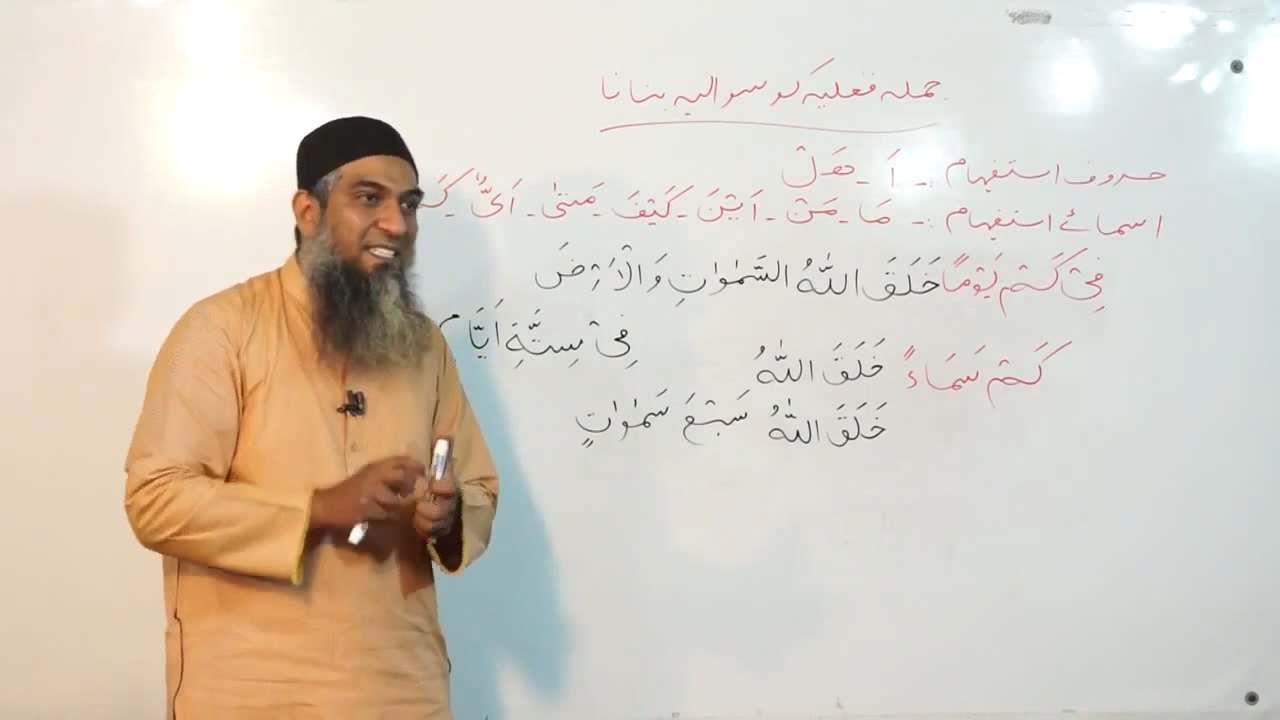 جملہ فعلیہ کو سوالیہ بنانا
حروف استفہام :۔ اَ ۔ ھَلْ
اسمائے استفہام :۔ مَا ۔ مَنْ ۔ اَیْنَ ۔ کَیْفَ ۔ مَتٰی ۔ اَیُّ ۔
فِیْ کَمْ یَوْمًا خَلَقَ اللّٰہُ السَّمٰوٰتِ وَالْاَرْضَ
فِیْ سِتَّةِ اَیَّامٍ
کَمْ سَمَاءً خَلَقَ اللّٰہُ
خَلَقَ اللّٰہُ سَبْعَ سَمٰوٰتٍ